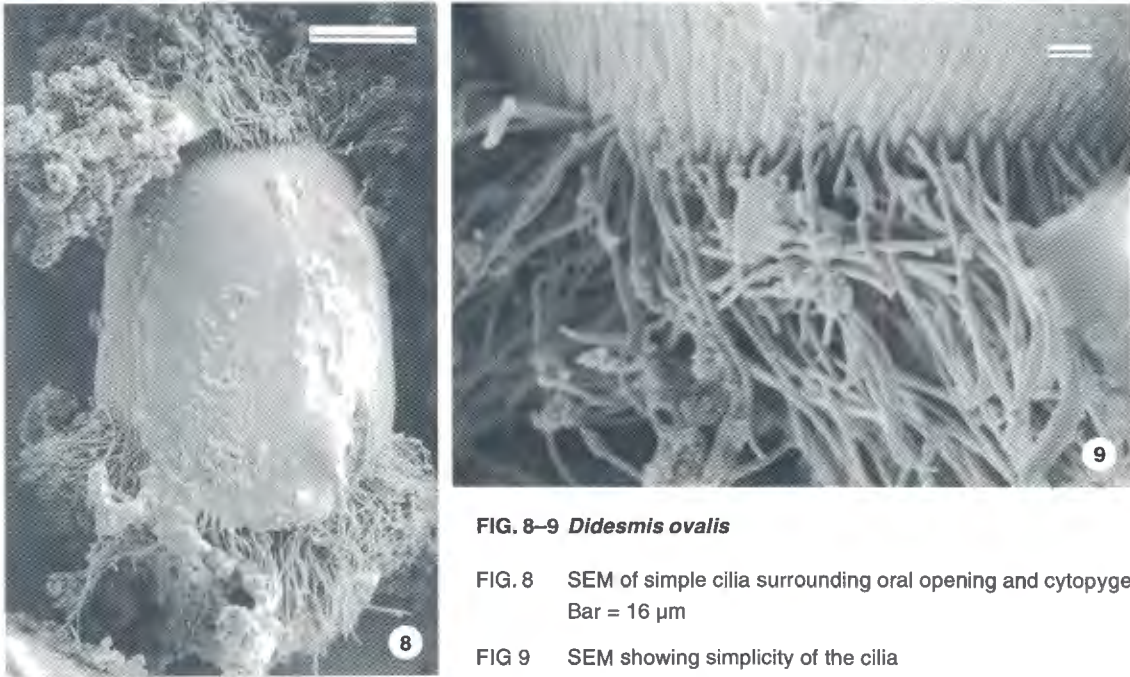 8
9
FIG. 8–9 Didesmis ovalis
FIG. 8 SEM of simple cilia surrounding oral opening and cytopyge
Bar = 16 µm
FIG 9 SEM showing simplicity of the cilia